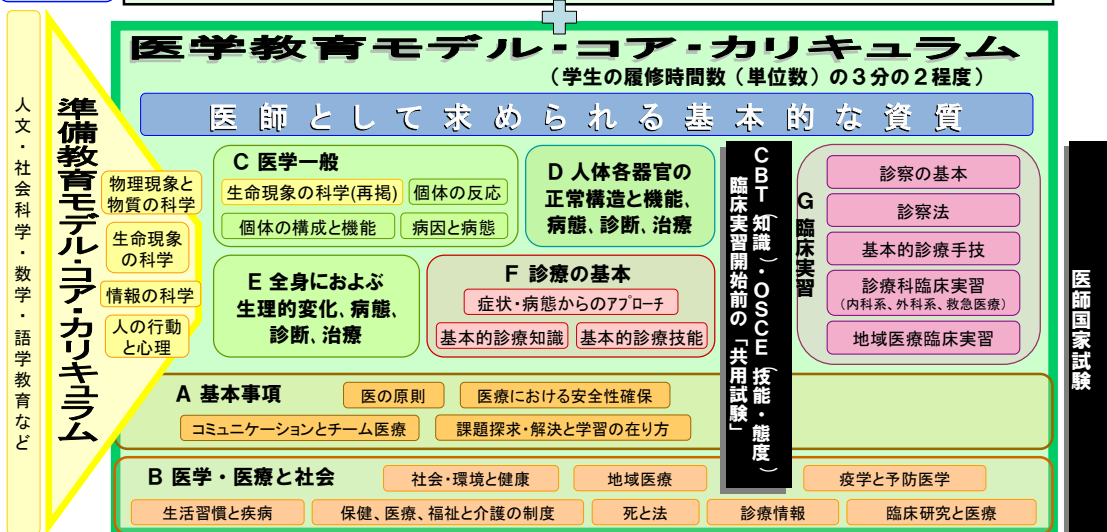 医学教育モデル・コア・カリキュラム
(学生の履修時間数(単位数)の3分の2程度)
医師として求められる基本的な資質
人文・社会科学・数学・語学教育など
準備教育モデル・コア・カリキュラム
物理現象と
物質の科学
生命現象
の科学
情報の科学
人の行動
と心理
C 医学一般
生命現象の科学(再掲)
個体の反応
個体の構成と機能
病因と病態
D 人体各器官の
正常構造と機能、
病態、診断、治療
E 全身におよぶ
生理的変化、病態、
診断、治療
F 診療の基本
症状・病態からのアプローチ
基本的診療知識
基本的診療技能
CBT(知識)・OSCE(技能・態度)
臨床実習開始前の「共用試験」
G 臨床実習
診察の基本
診察法
基本的診療手技
診療科臨床実習
(内科系、外科系、救急医療)
地域医療臨床実習
医師国家試験
A 基本事項
医の原則
医療における安全性確保
コミュニケーションとチーム医療
課題探求・解決と学習の在り方
B 医学・医療と社会
社会・環境と健康
地域医療
疫学と予防医学
生活習慣と疾病
保健、医療、福祉と介護の制度
死と法
診療情報
臨床研究と医療